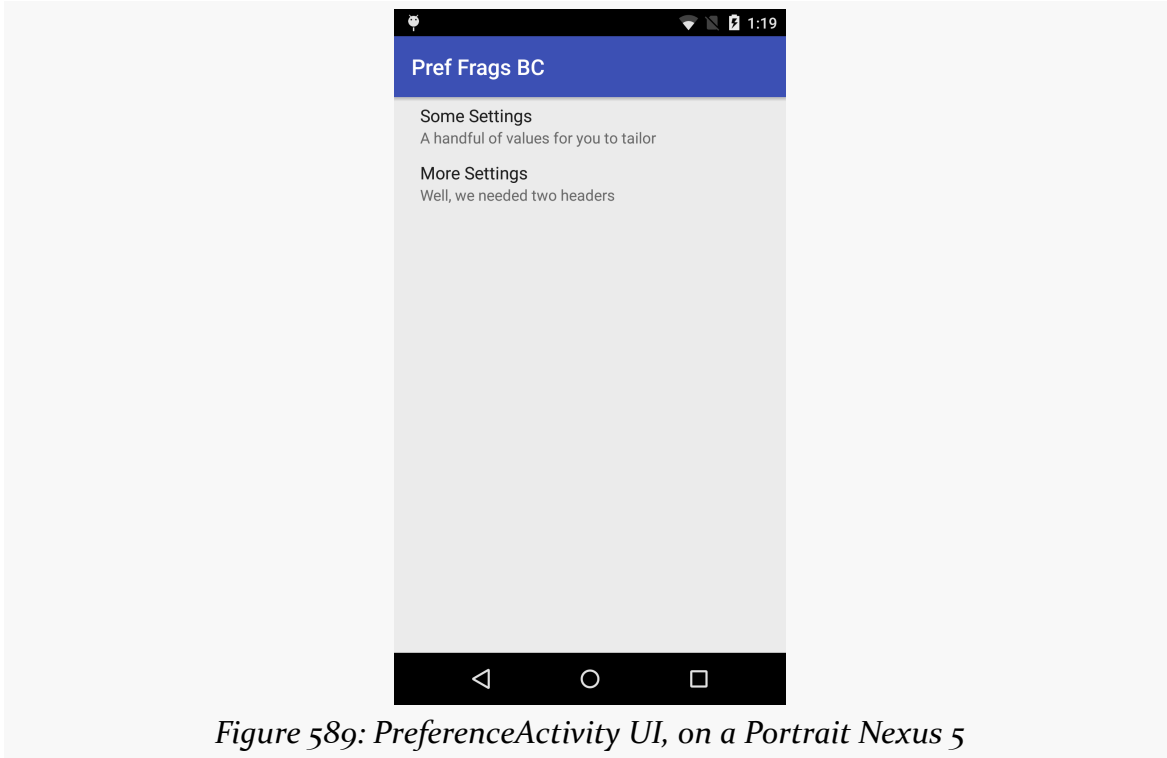 1:19
Pref Frags BC
Some Settings
A handful of values for you to tailor
More Settings
Well, we needed two headers
Figure 589: PreferenceActivity UI, on a Portrait Nexus 5